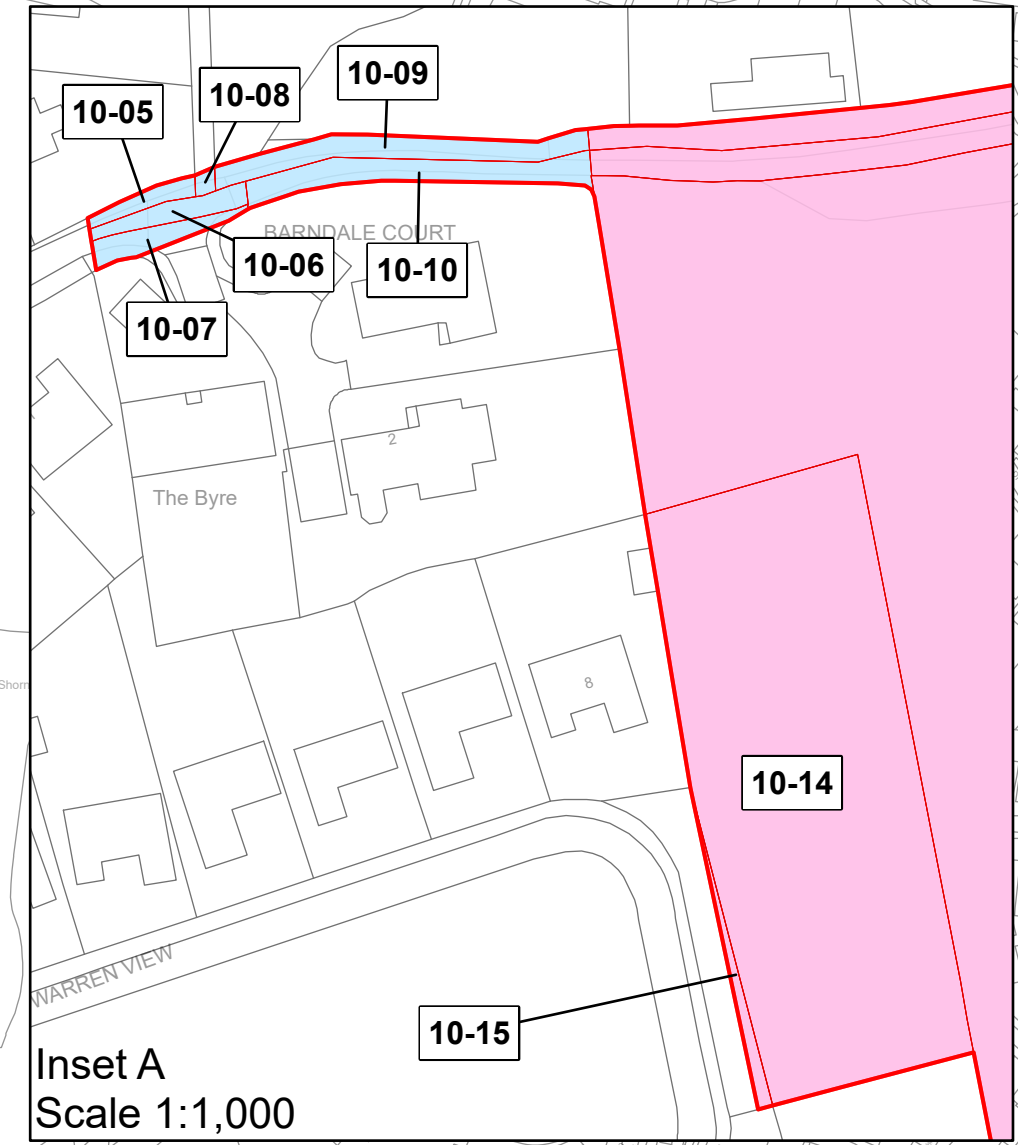 10-09
10-08
10-05
BARNDALE COURT
10-06
10-10
10-07
2
The Byre
8
Shorn
10-14
WARREN VIEW
10-15
Inset A
Scale 1:1,000